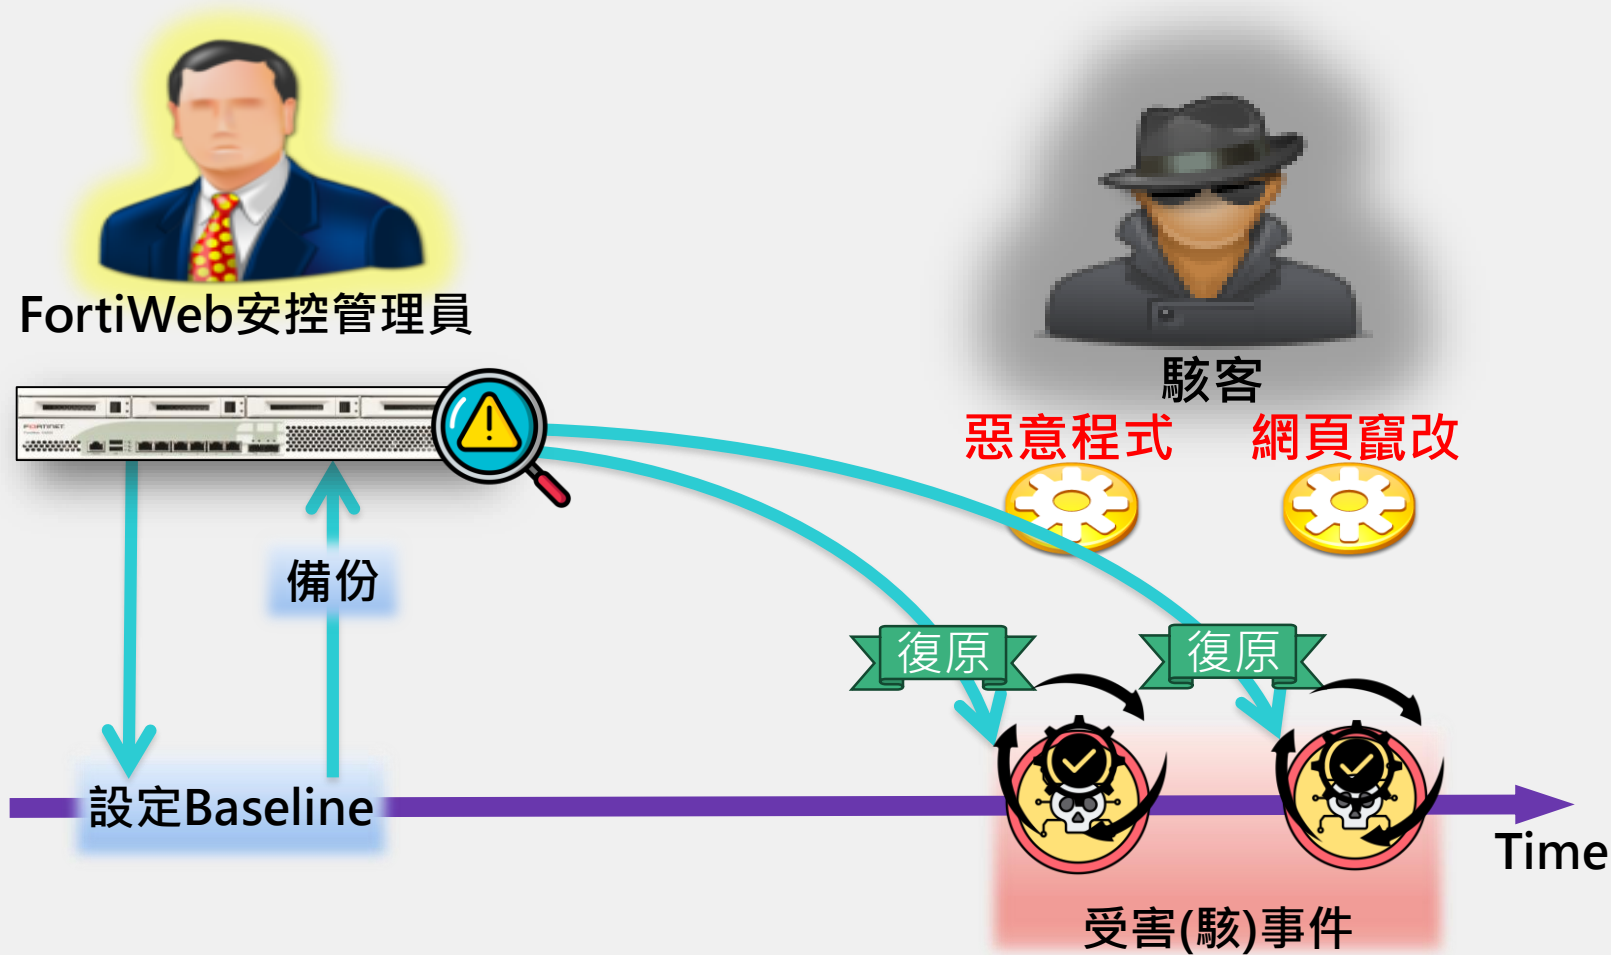 FortiWeb安控管理員
FORTINET
駭客
惡意程式
網頁竄改
備份
復原
復原
設定Baseline
Time
受害(駭)事件